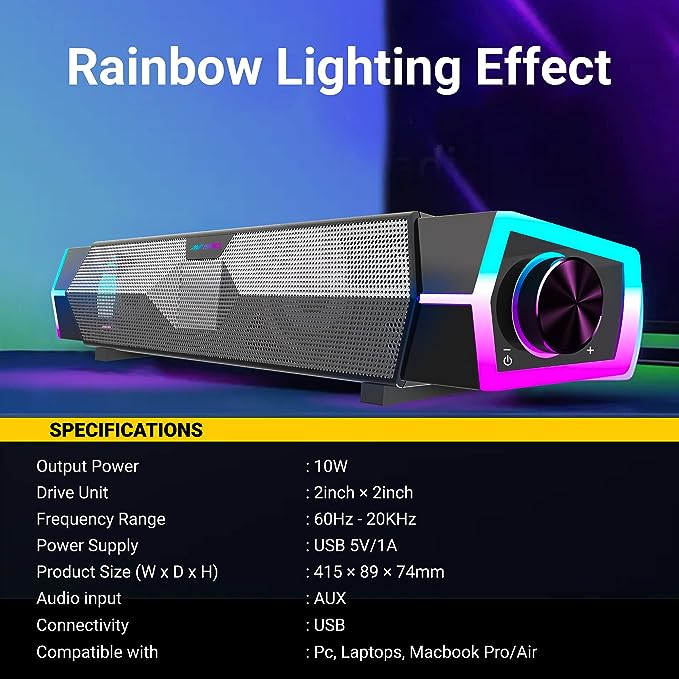 Rainbow Lighting Effect
- +
SPECIFICATIONS
Output Power : 10W
Drive Unit : 2inch × 2inch
Frequency Range : 60Hz - 20KHz
Power Supply : USB 5V/1A
Product Size (W x D x H) : 415 × 89 × 74mm
Audio input : AUX
Connectivity : USB
Compatible with : Pc, Laptops, Macbook Pro/Air